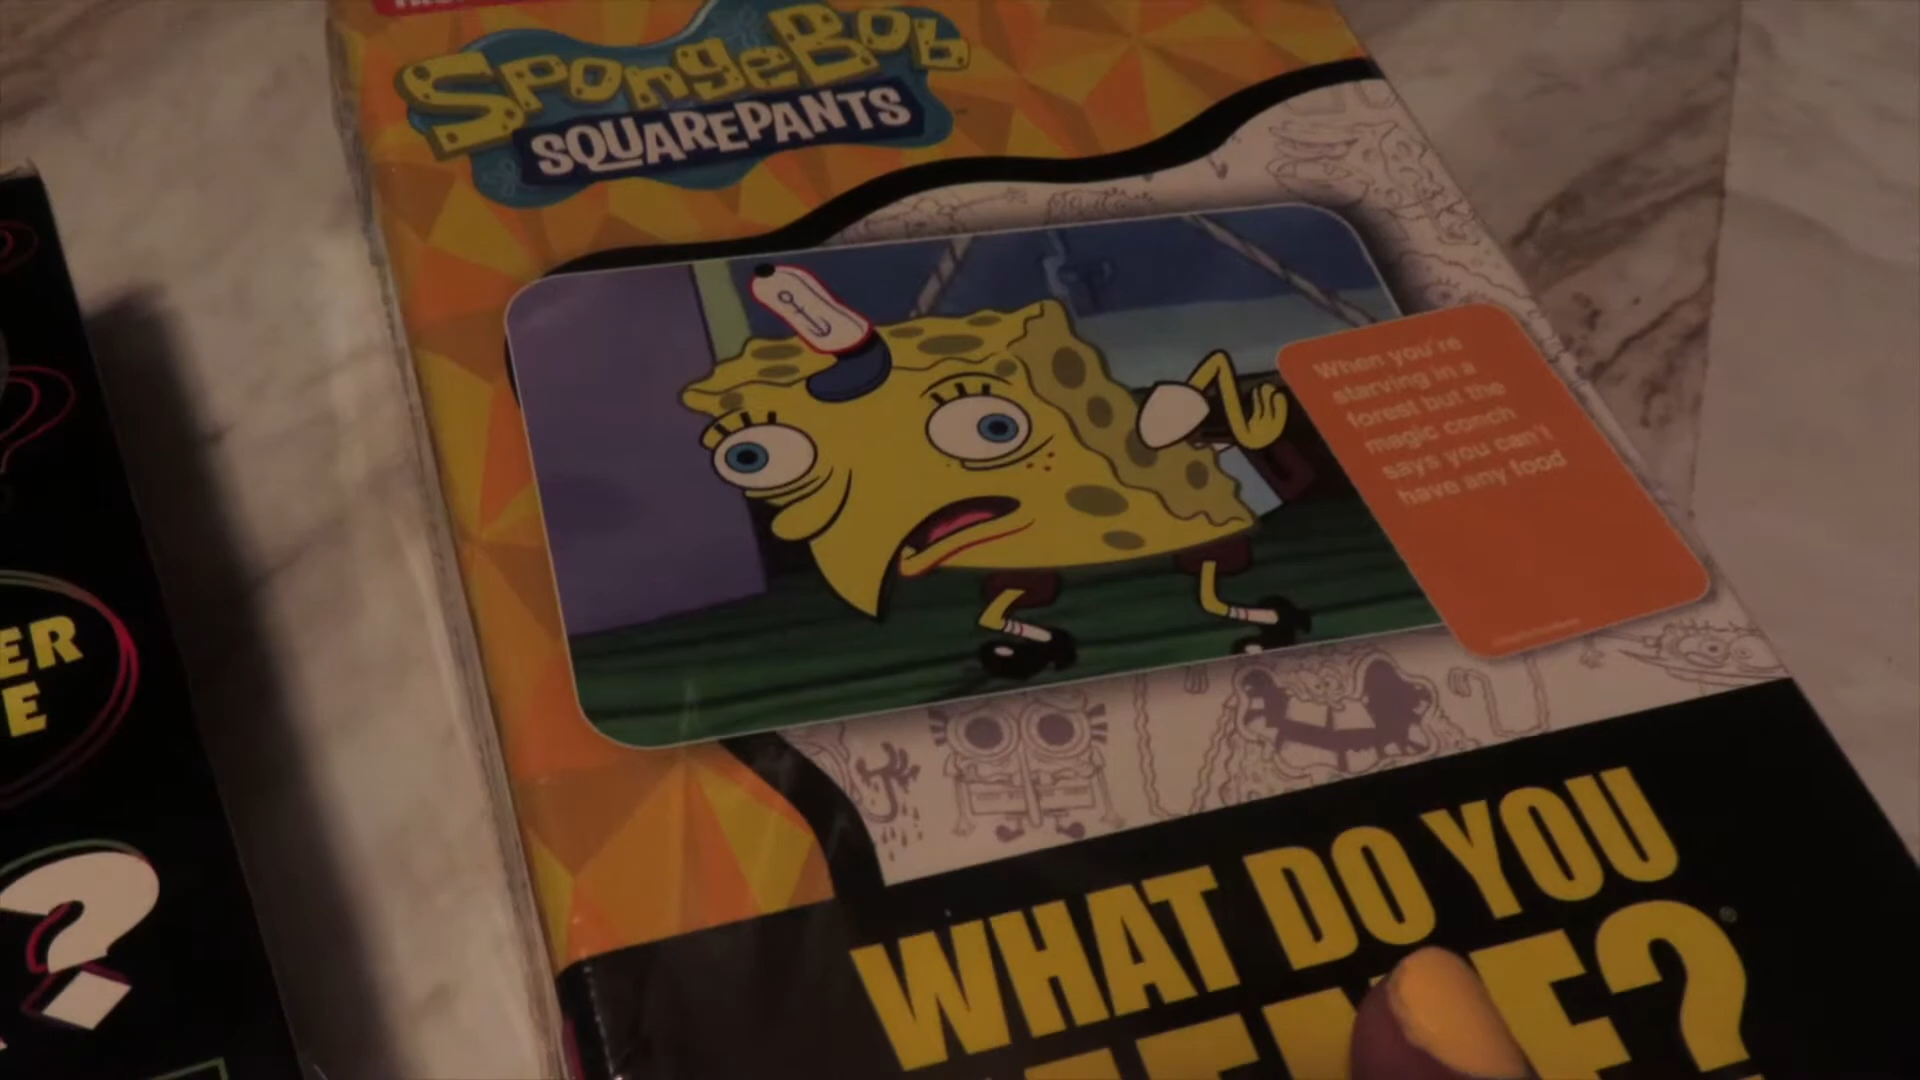 SPONGEBOB
SQUAREPANTS
When you're
starving in a
forest but the
magic conch
says you can't
have any food
WHAT DO YOU
?
ER
E
?